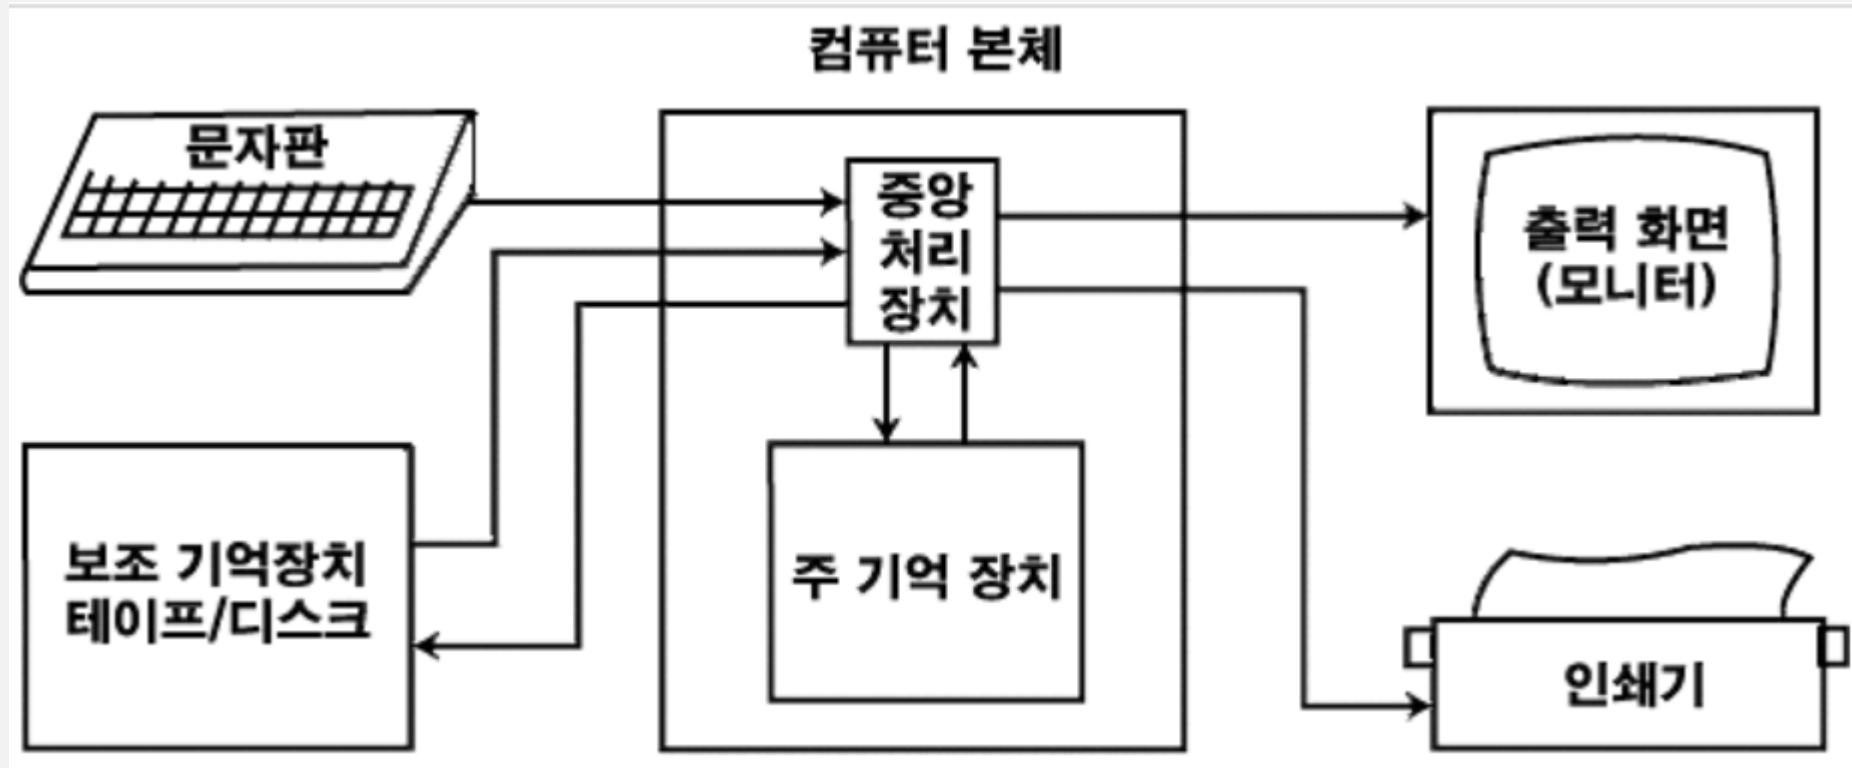 컴퓨터 본체
문자판
중앙
처리
장치
출력 화면
(모니터)
보조 기억장치
테이프/디스크
주 기억 장치
인쇄기